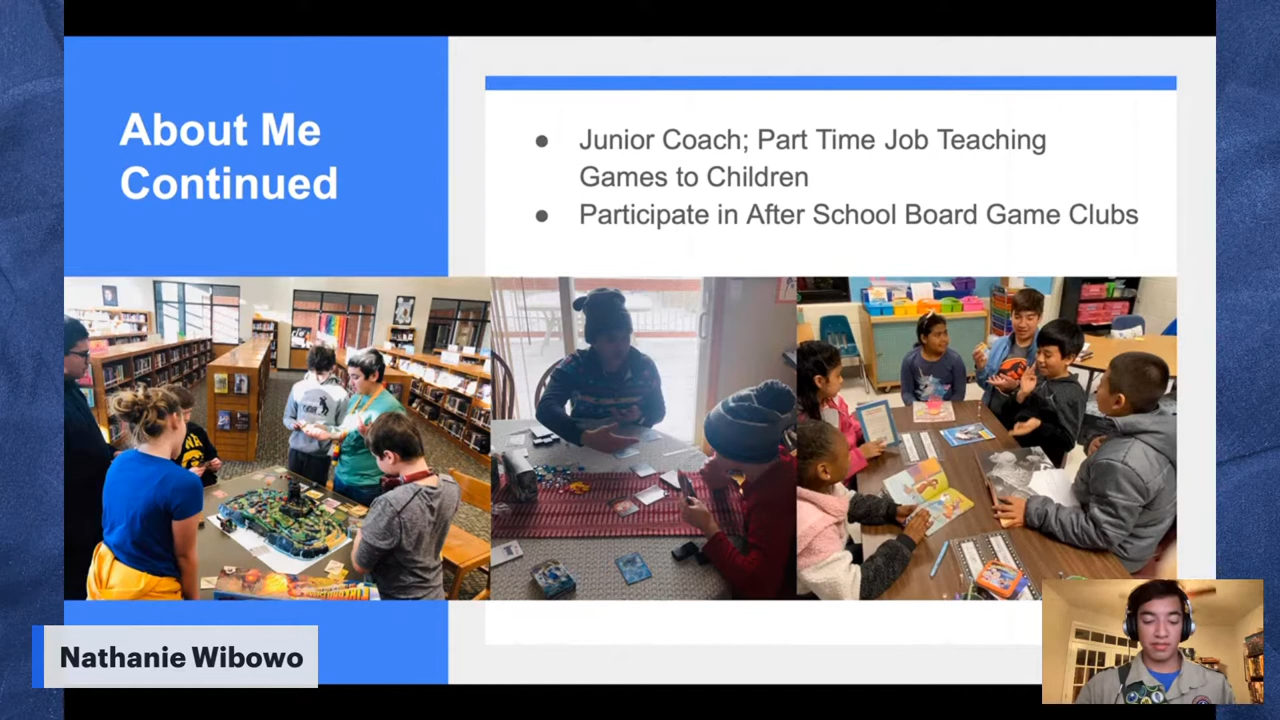 About Me
Continued
● Junior Coach; Part Time Job Teaching
Games to Children
● Participate in After School Board Game Clubs
Nathanie Wibowo